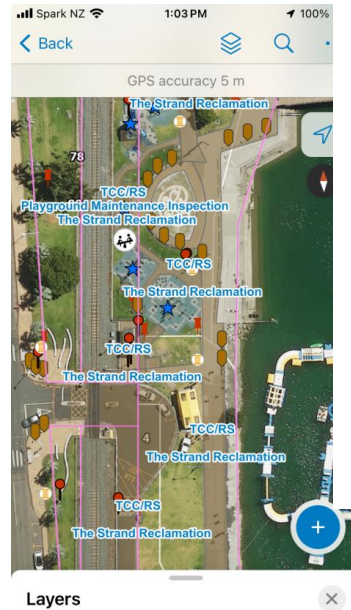 Spark NZ 1:03 PM 100%
Back
GPS accuracy 5 m
The Strand Reclamation
78
TCC/RS
Playground Maintenance Inspection
The Strand Reclamation
TCC/RS
The Strand Reclamation
TCC/RS
The Strand Reclamation
TCC/RS
4
The Strand Reclamation
TCC/RS
The Strand Reclamation
+
Layers